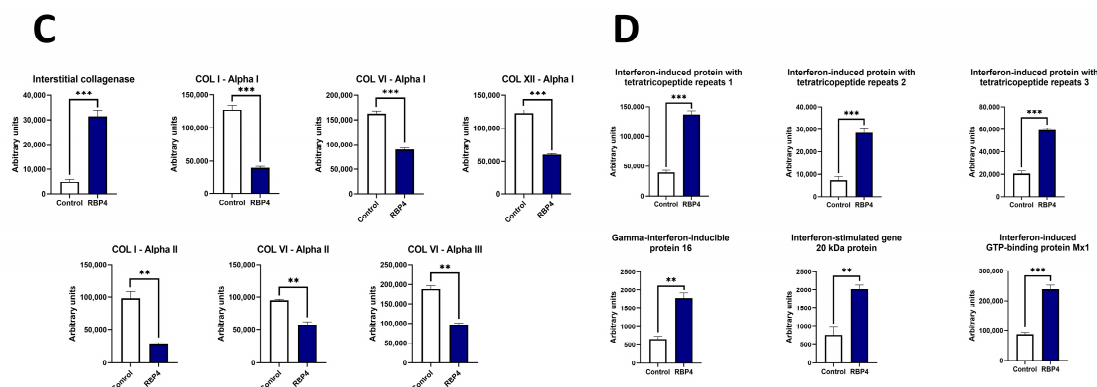 C
D
Interstitial collagenase
***
40,000
30,000
20,000
10,000
0
Arbitrary units
Control RBP4
COL I - Alpha I
***
150,000
100,000
50,000
0
Arbitrary units
Control RBP4
COL VI - Alpha I
***
200,000
150,000
100,000
50,000
0
Arbitrary units
Control
RBP4
COL XII - Alpha I
***
150,000
100,000
50,000
0
Arbitrary units
Control
RBP4
COL I - Alpha II
**
150,000
100,000
50,000
0
Arbitrary units
Control
RBP4
COL VI - Alpha II
**
150,000
100,000
50,000
0
Arbitrary units
Control
RBP4
COL VI - Alpha III
**
250,000
200,000
150,000
100,000
50,000
0
Arbitrary units
Control
RBP4
Interferon-induced protein with
tetratricopeptide repeats 1
***
150,000
100,000
50,000
0
Arbitrary units
Control RBP4
Interferon-induced protein with
tetratricopeptide repeats 2
***
40,000
30,000
20,000
10,000
0
Arbitrary units
Control RBP4
Interferon-induced protein with
tetratricopeptide repeats 3
***
80,000
60,000
40,000
20,000
0
Arbitrary units
Control RBP4
Gamma-interferon-inducible
protein 16
**
2500
2000
1500
1000
500
0
Arbitrary units
Control RBP4
Interferon-stimulated gene
20 kDa protein
**
2500
2000
1500
1000
500
0
Arbitrary units
Control RBP4
Interferon-induced
GTP-binding protein Mx1
***
300,000
200,000
100,000
0
Arbitrary units
Control RBP4